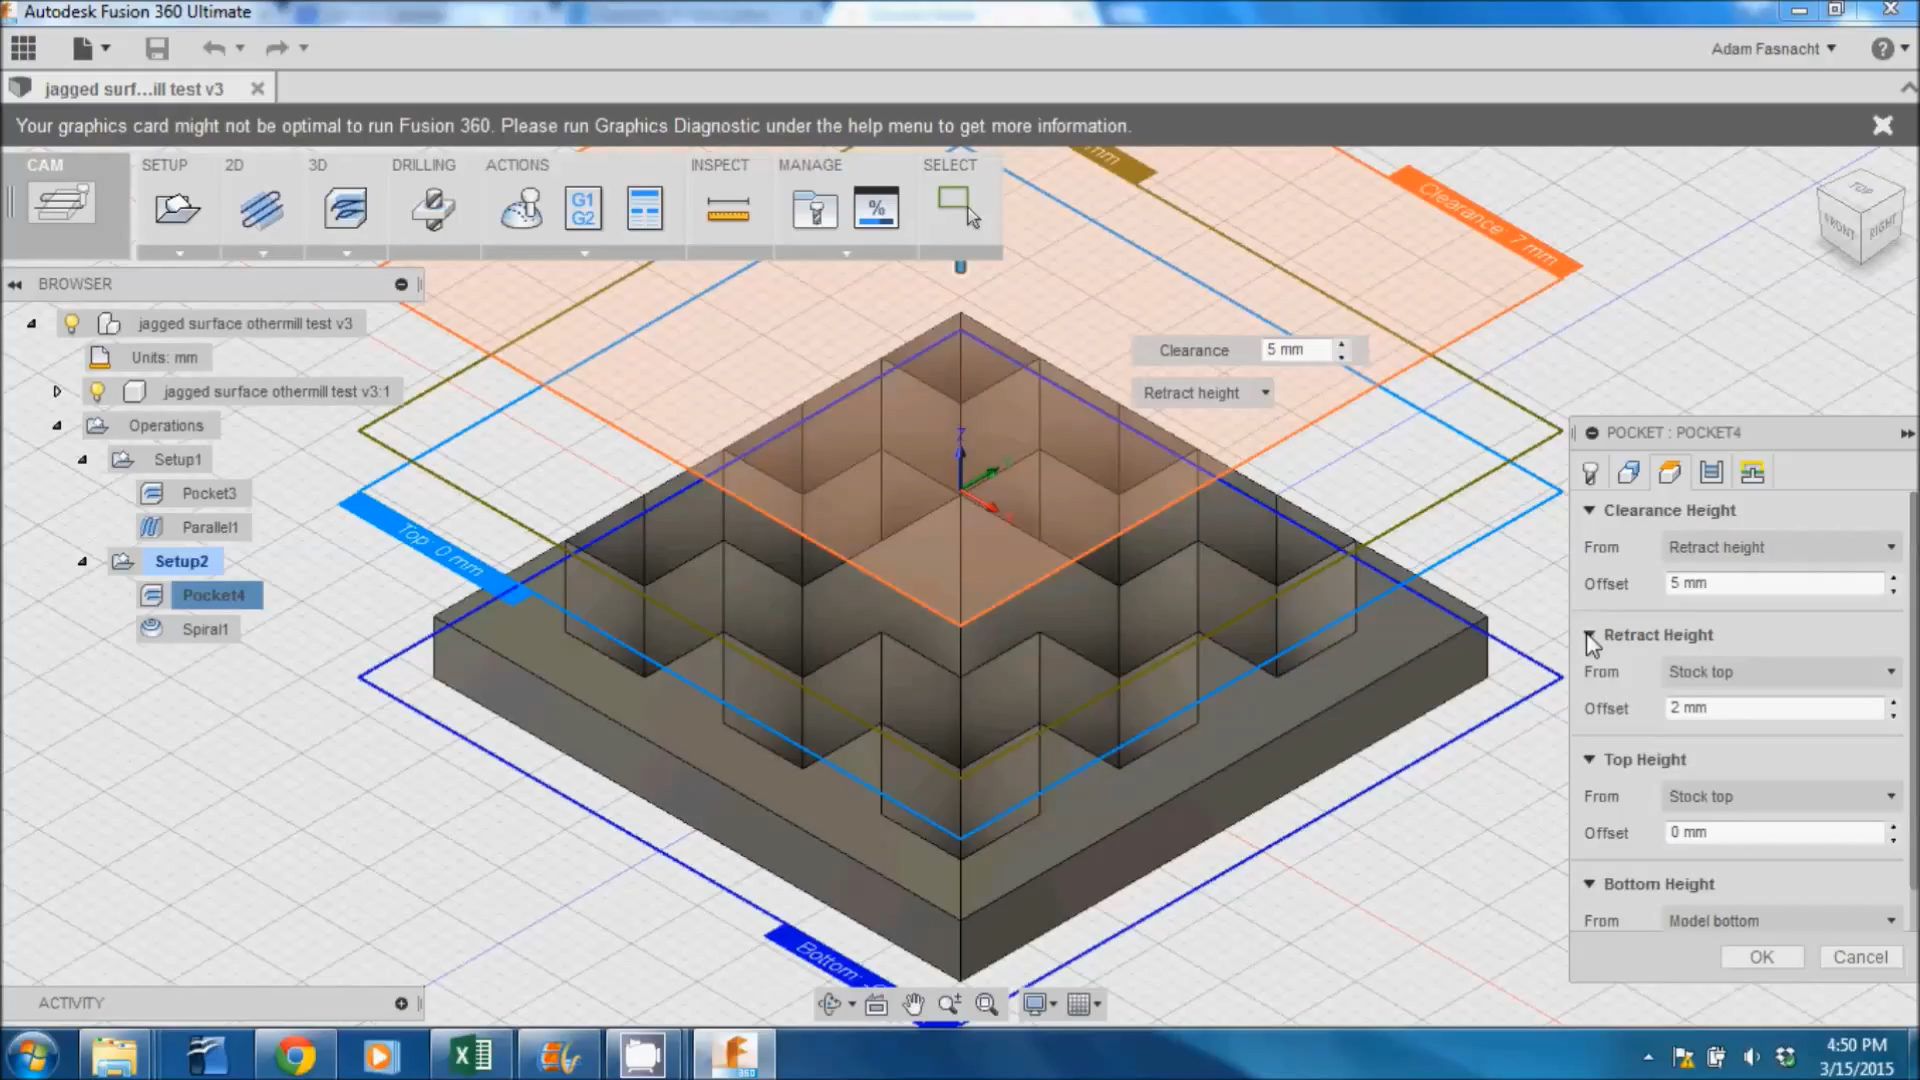 Autodesk Fusion 360 Ultimate
Adam Fasnacht
jagged surf...ill test v3
Your graphics card might not be optimal to run Fusion 360. Please run Graphics Diagnostic under the help menu to get more information.
CAM
SETUP
2D
3D
DRILLING
ACTIONS
INSPECT
MANAGE
SELECT
G1
G2
%
mm
Clearance: 7 mm
TOP
FRONT
RIGHT
BROWSER
jagged surface othermill test v3
Units: mm
jagged surface othermill test v3:1
Operations
Setup1
Pocket3
Parallel1
Setup2
Pocket4
Spiral1
Clearance 5 mm
Retract height
Z
Top: 0 mm
Bottom:
POCKET : POCKET4
Clearance Height
From Retract height
Offset 5 mm
Retract Height
From Stock top
Offset 2 mm
Top Height
From Stock top
Offset 0 mm
Bottom Height
From Model bottom
OK Cancel
ACTIVITY
360
4:50 PM
3/15/2015